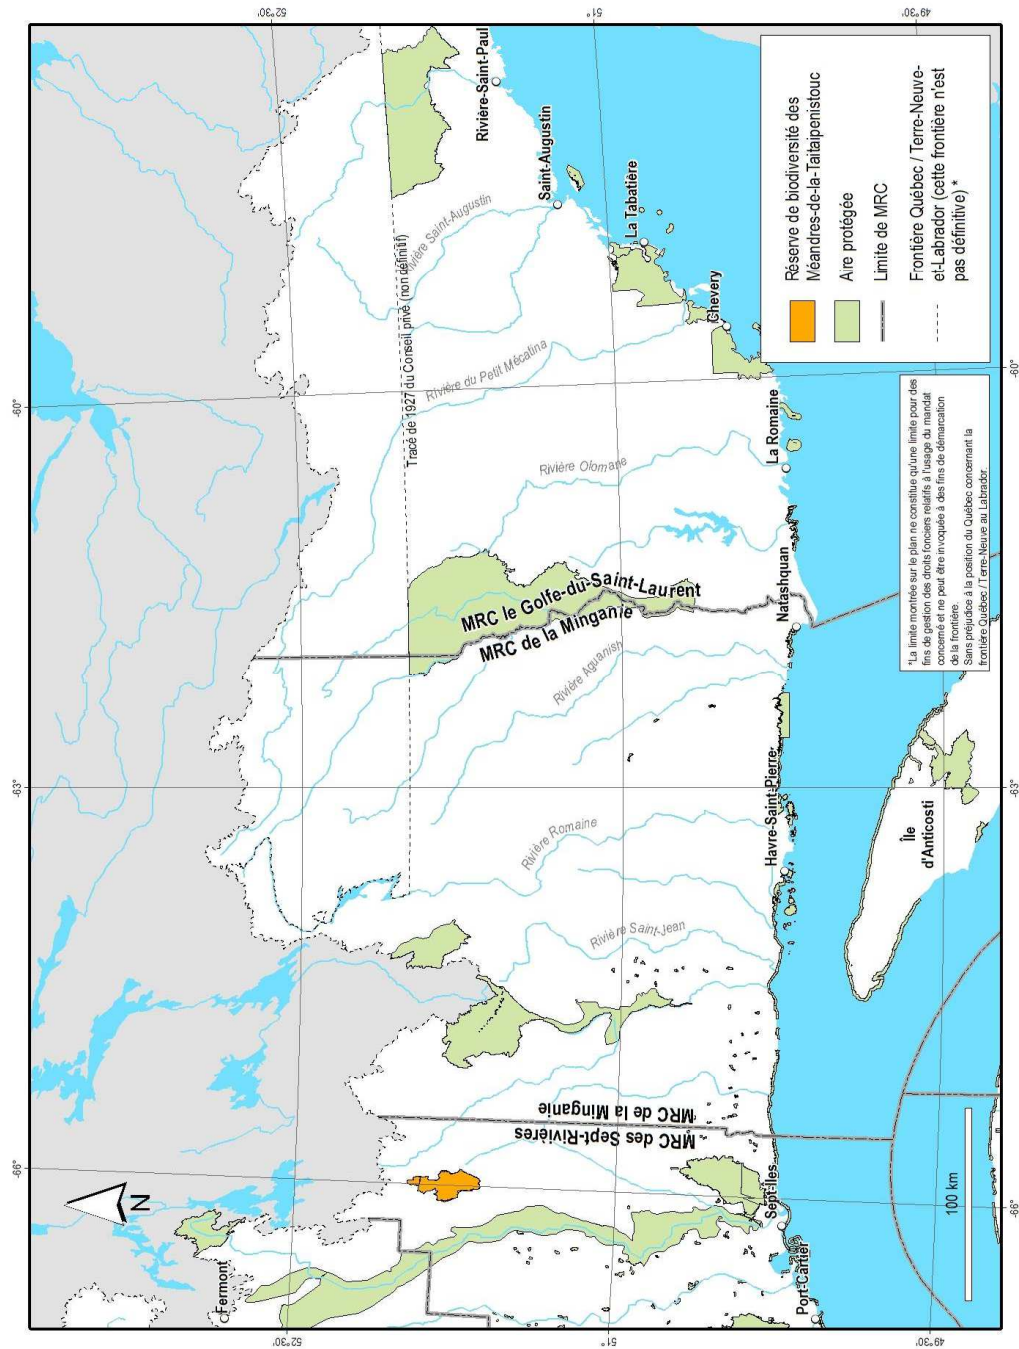 52°30'
51°
49°30'
-60°
-63°
-66°
Rivière-Saint-Paul
Saint-Augustin
La Tabatière
Chevery
La Romaine
Natashquan
Havre-Saint-Pierre
Sept-Îles
Port-Cartier
Fermont
Île
d'Anticosti
Rivière Saint-Augustin
Tracé de 1927 du Conseil privé (non définitif)
Rivière du Petit Mécatina
Rivière Olomane
MRC le Golfe-du-Saint-Laurent
MRC de la Minganie
Rivière Aguanish
Rivière Romaine
Rivière Saint-Jean
MRC de la Minganie
MRC des Sept-Rivières
N
100 km
Réserve de biodiversité des
Méandres-de-la-Taitaipenistouc
Aire protégée
Limite de MRC
Frontière Québec / Terre-Neuve-
et-Labrador (cette frontière n'est
pas définitive) *
*La limite montrée sur le plan ne constitue qu'une limite pour des
fins de gestion des droits fonciers relatifs à l'usage du mandat
concerné et ne peut être invoquée à des fins de démarcation
de la frontière.
Sans préjudice à la position du Québec concernant la
frontière Québec / Terre-Neuve au Labrador.
52°30'
51°
49°30'
-60°
-66°